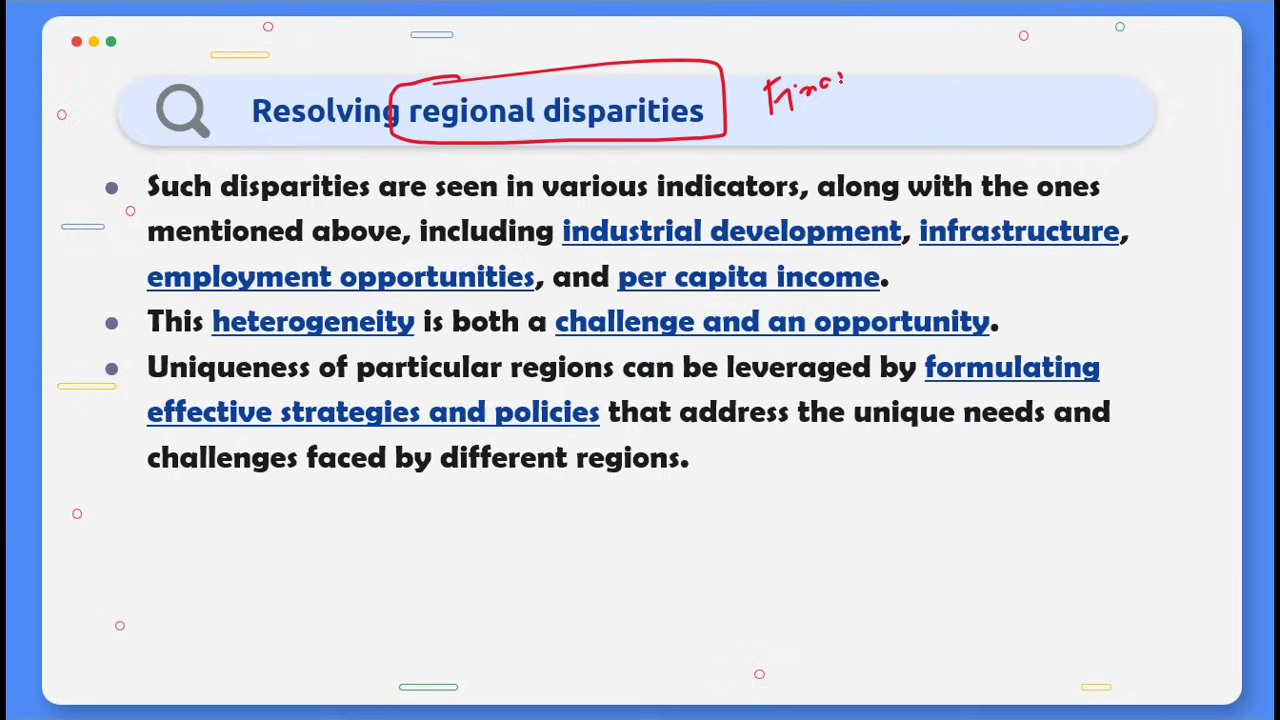 Resolving regional disparities
Such disparities are seen in various indicators, along with the ones
mentioned above, including industrial development, infrastructure,
employment opportunities, and per capita income.
This heterogeneity is both a challenge and an opportunity.
Uniqueness of particular regions can be leveraged by formulating
effective strategies and policies that address the unique needs and
challenges faced by different regions.